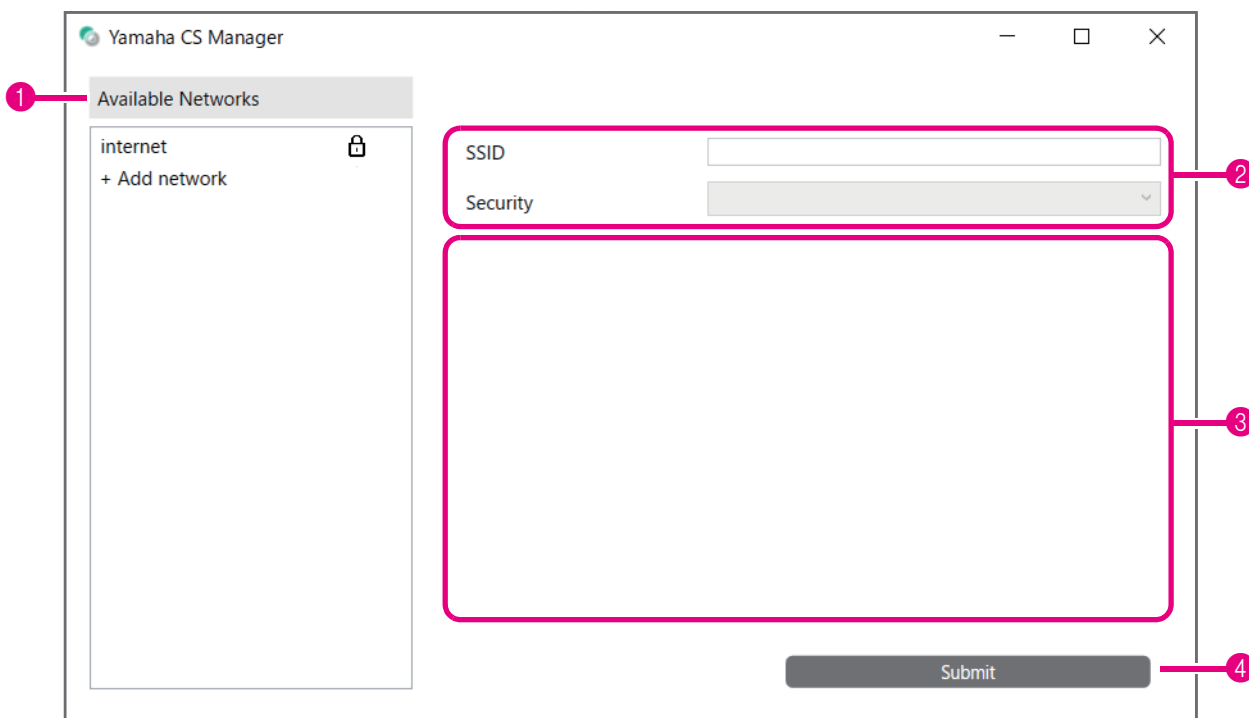 Yamaha CS Manager
1
Available Networks
internet
+ Add network
SSID
Security
2
3
Submit
4